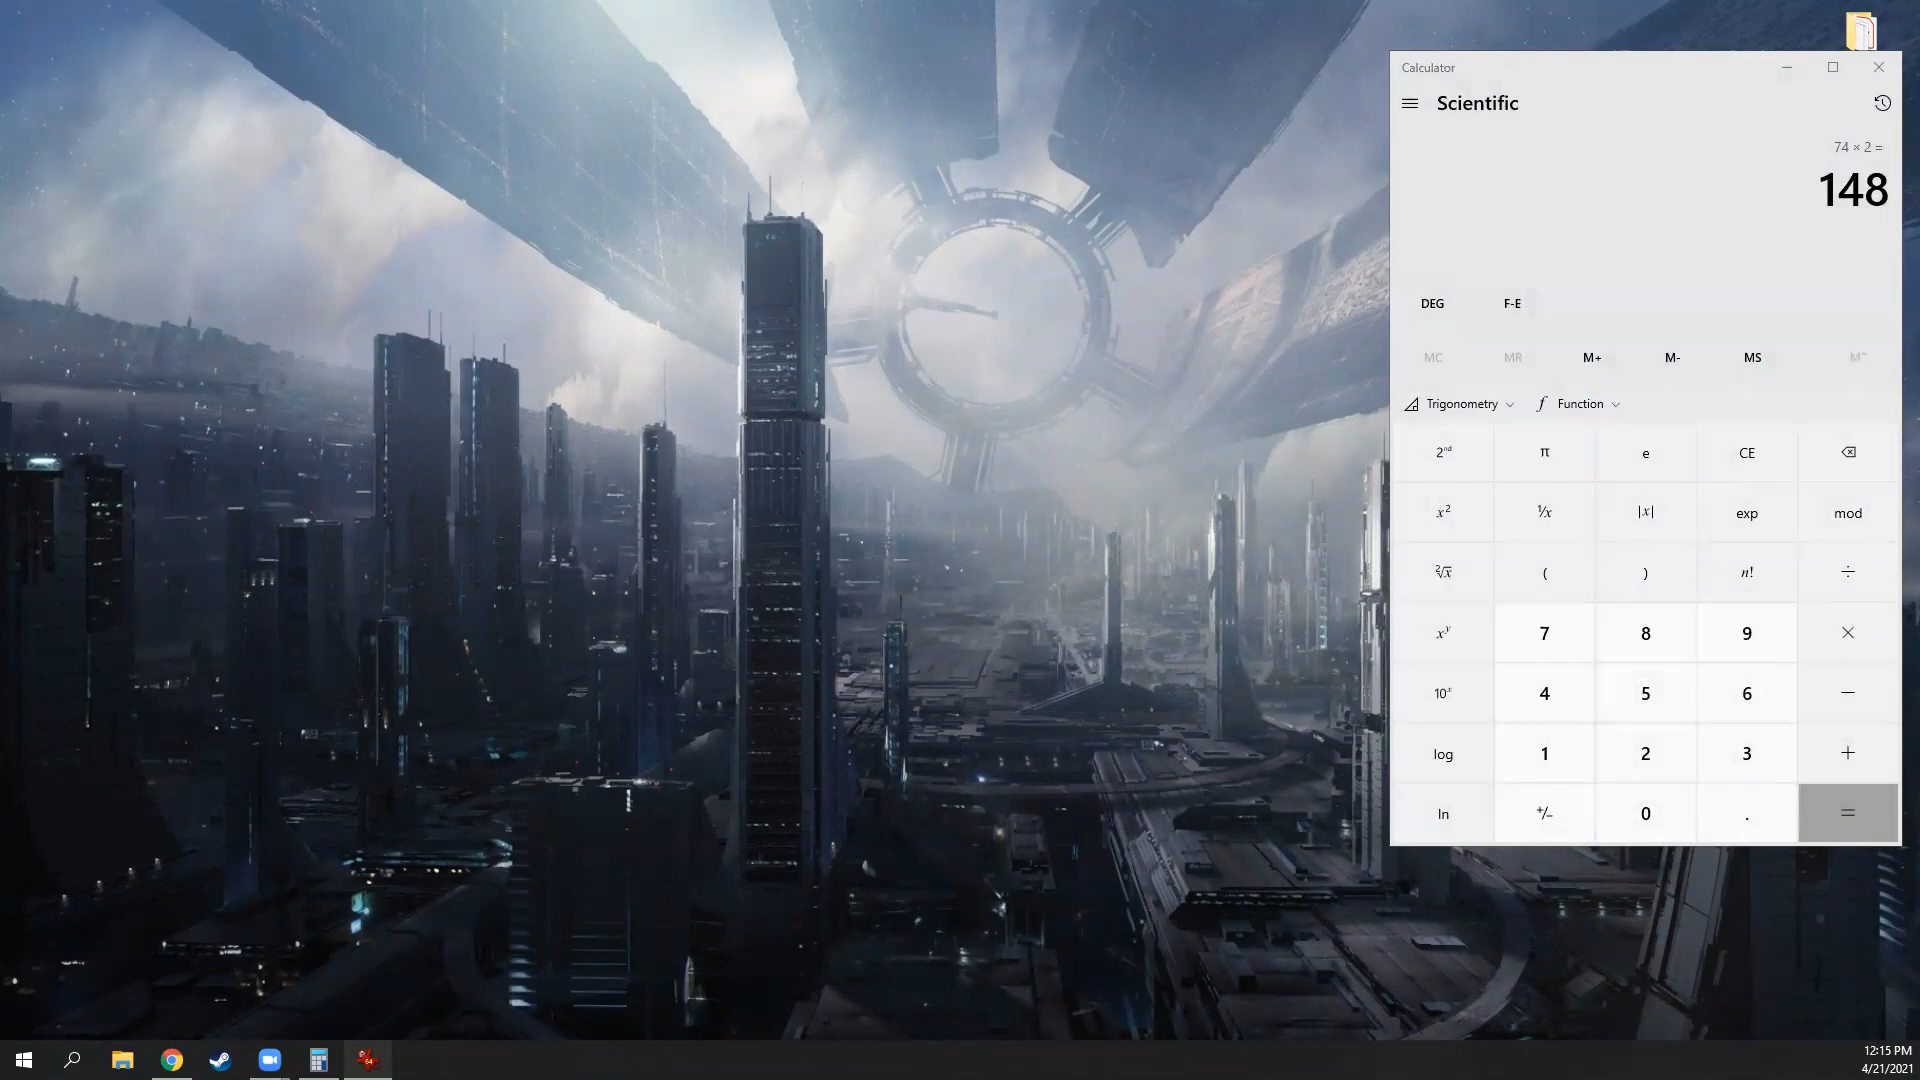 Calculator
Scientific
74 × 2 =
148
DEG F-E
MC MR M+ M- MS M˅
Trigonometry f Function
2nd π e CE
x² ¹/x |x| exp mod
²√x ( ) n! ÷
xʸ 7 8 9 ×
10ˣ 4 5 6 −
log 1 2 3 +
ln +/− 0 . =
64
12:15 PM
4/21/2021